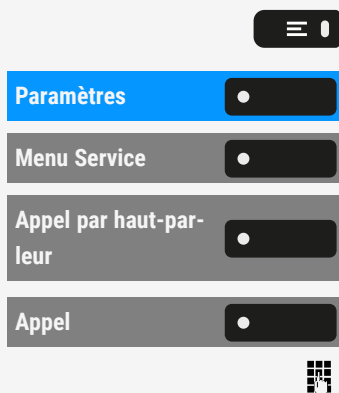 Paramètres
Menu Service
Appel par haut-par-
leur
Appel